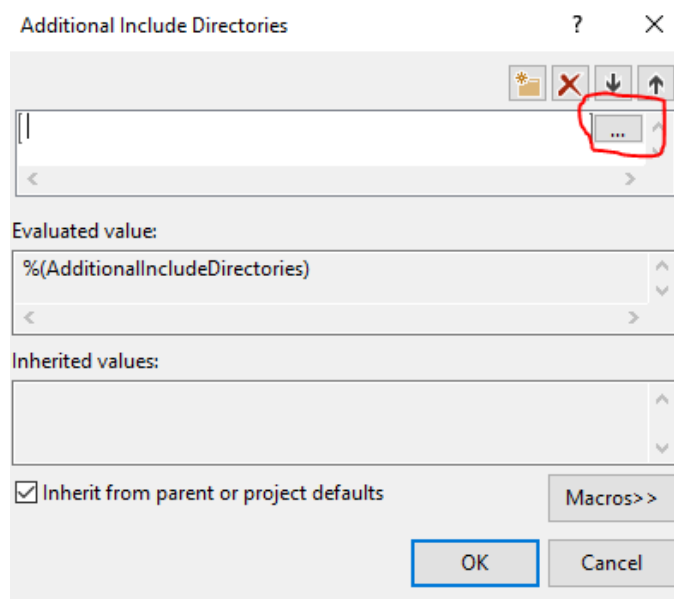 Additional Include Directories ?
...
Evaluated value:
%(AdditionalIncludeDirectories)
Inherited values:
Inherit from parent or project defaults
Macros>>
OK Cancel